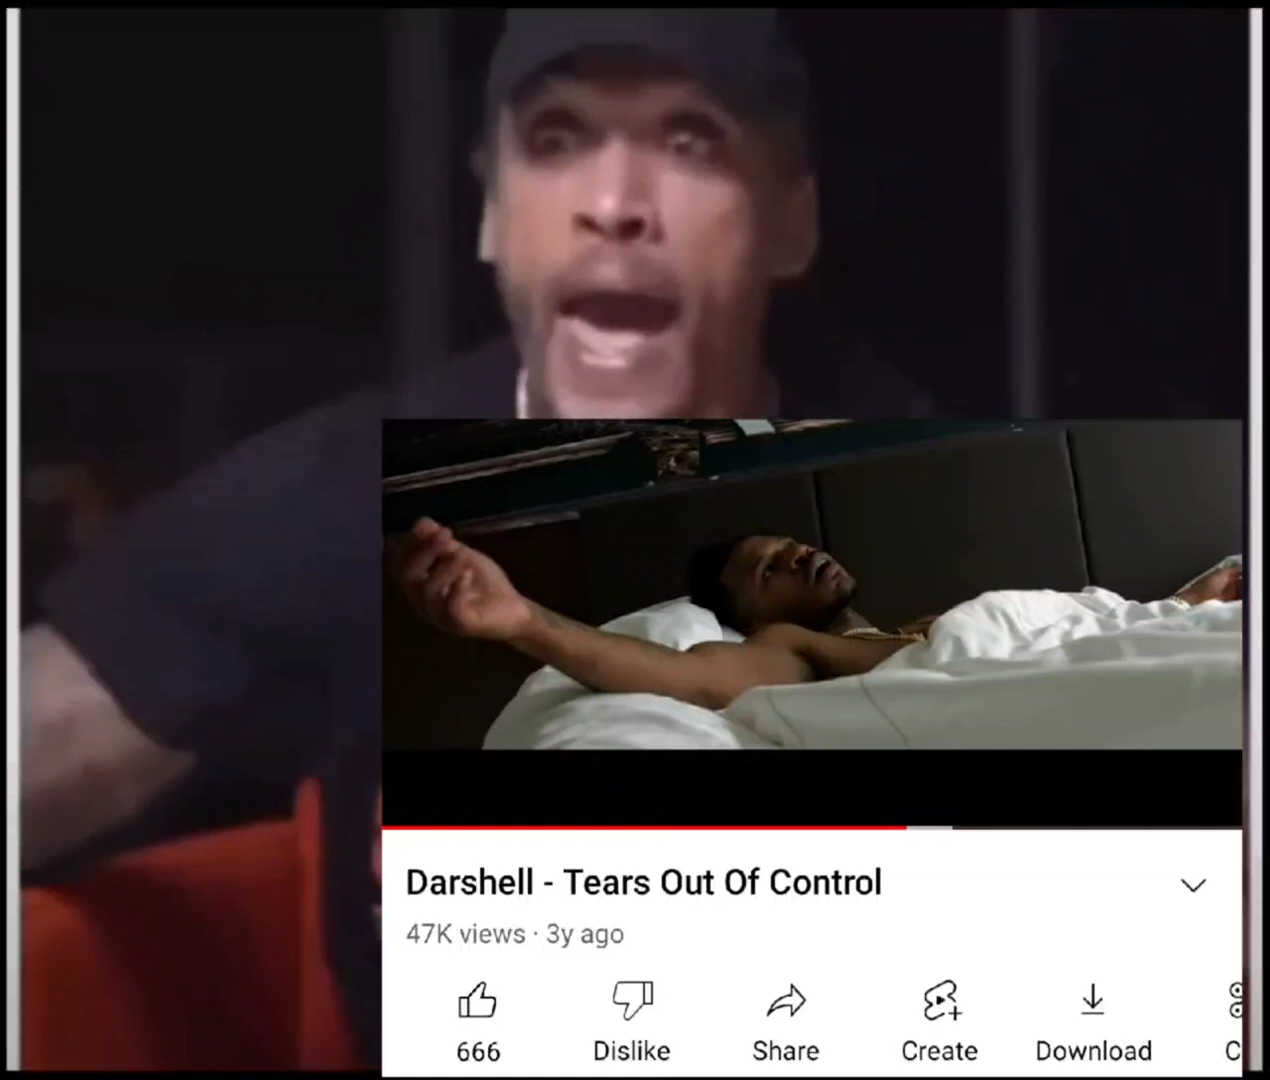 Darshell - Tears Out Of Control
47K views · 3y ago
666 Dislike Share Create Download C